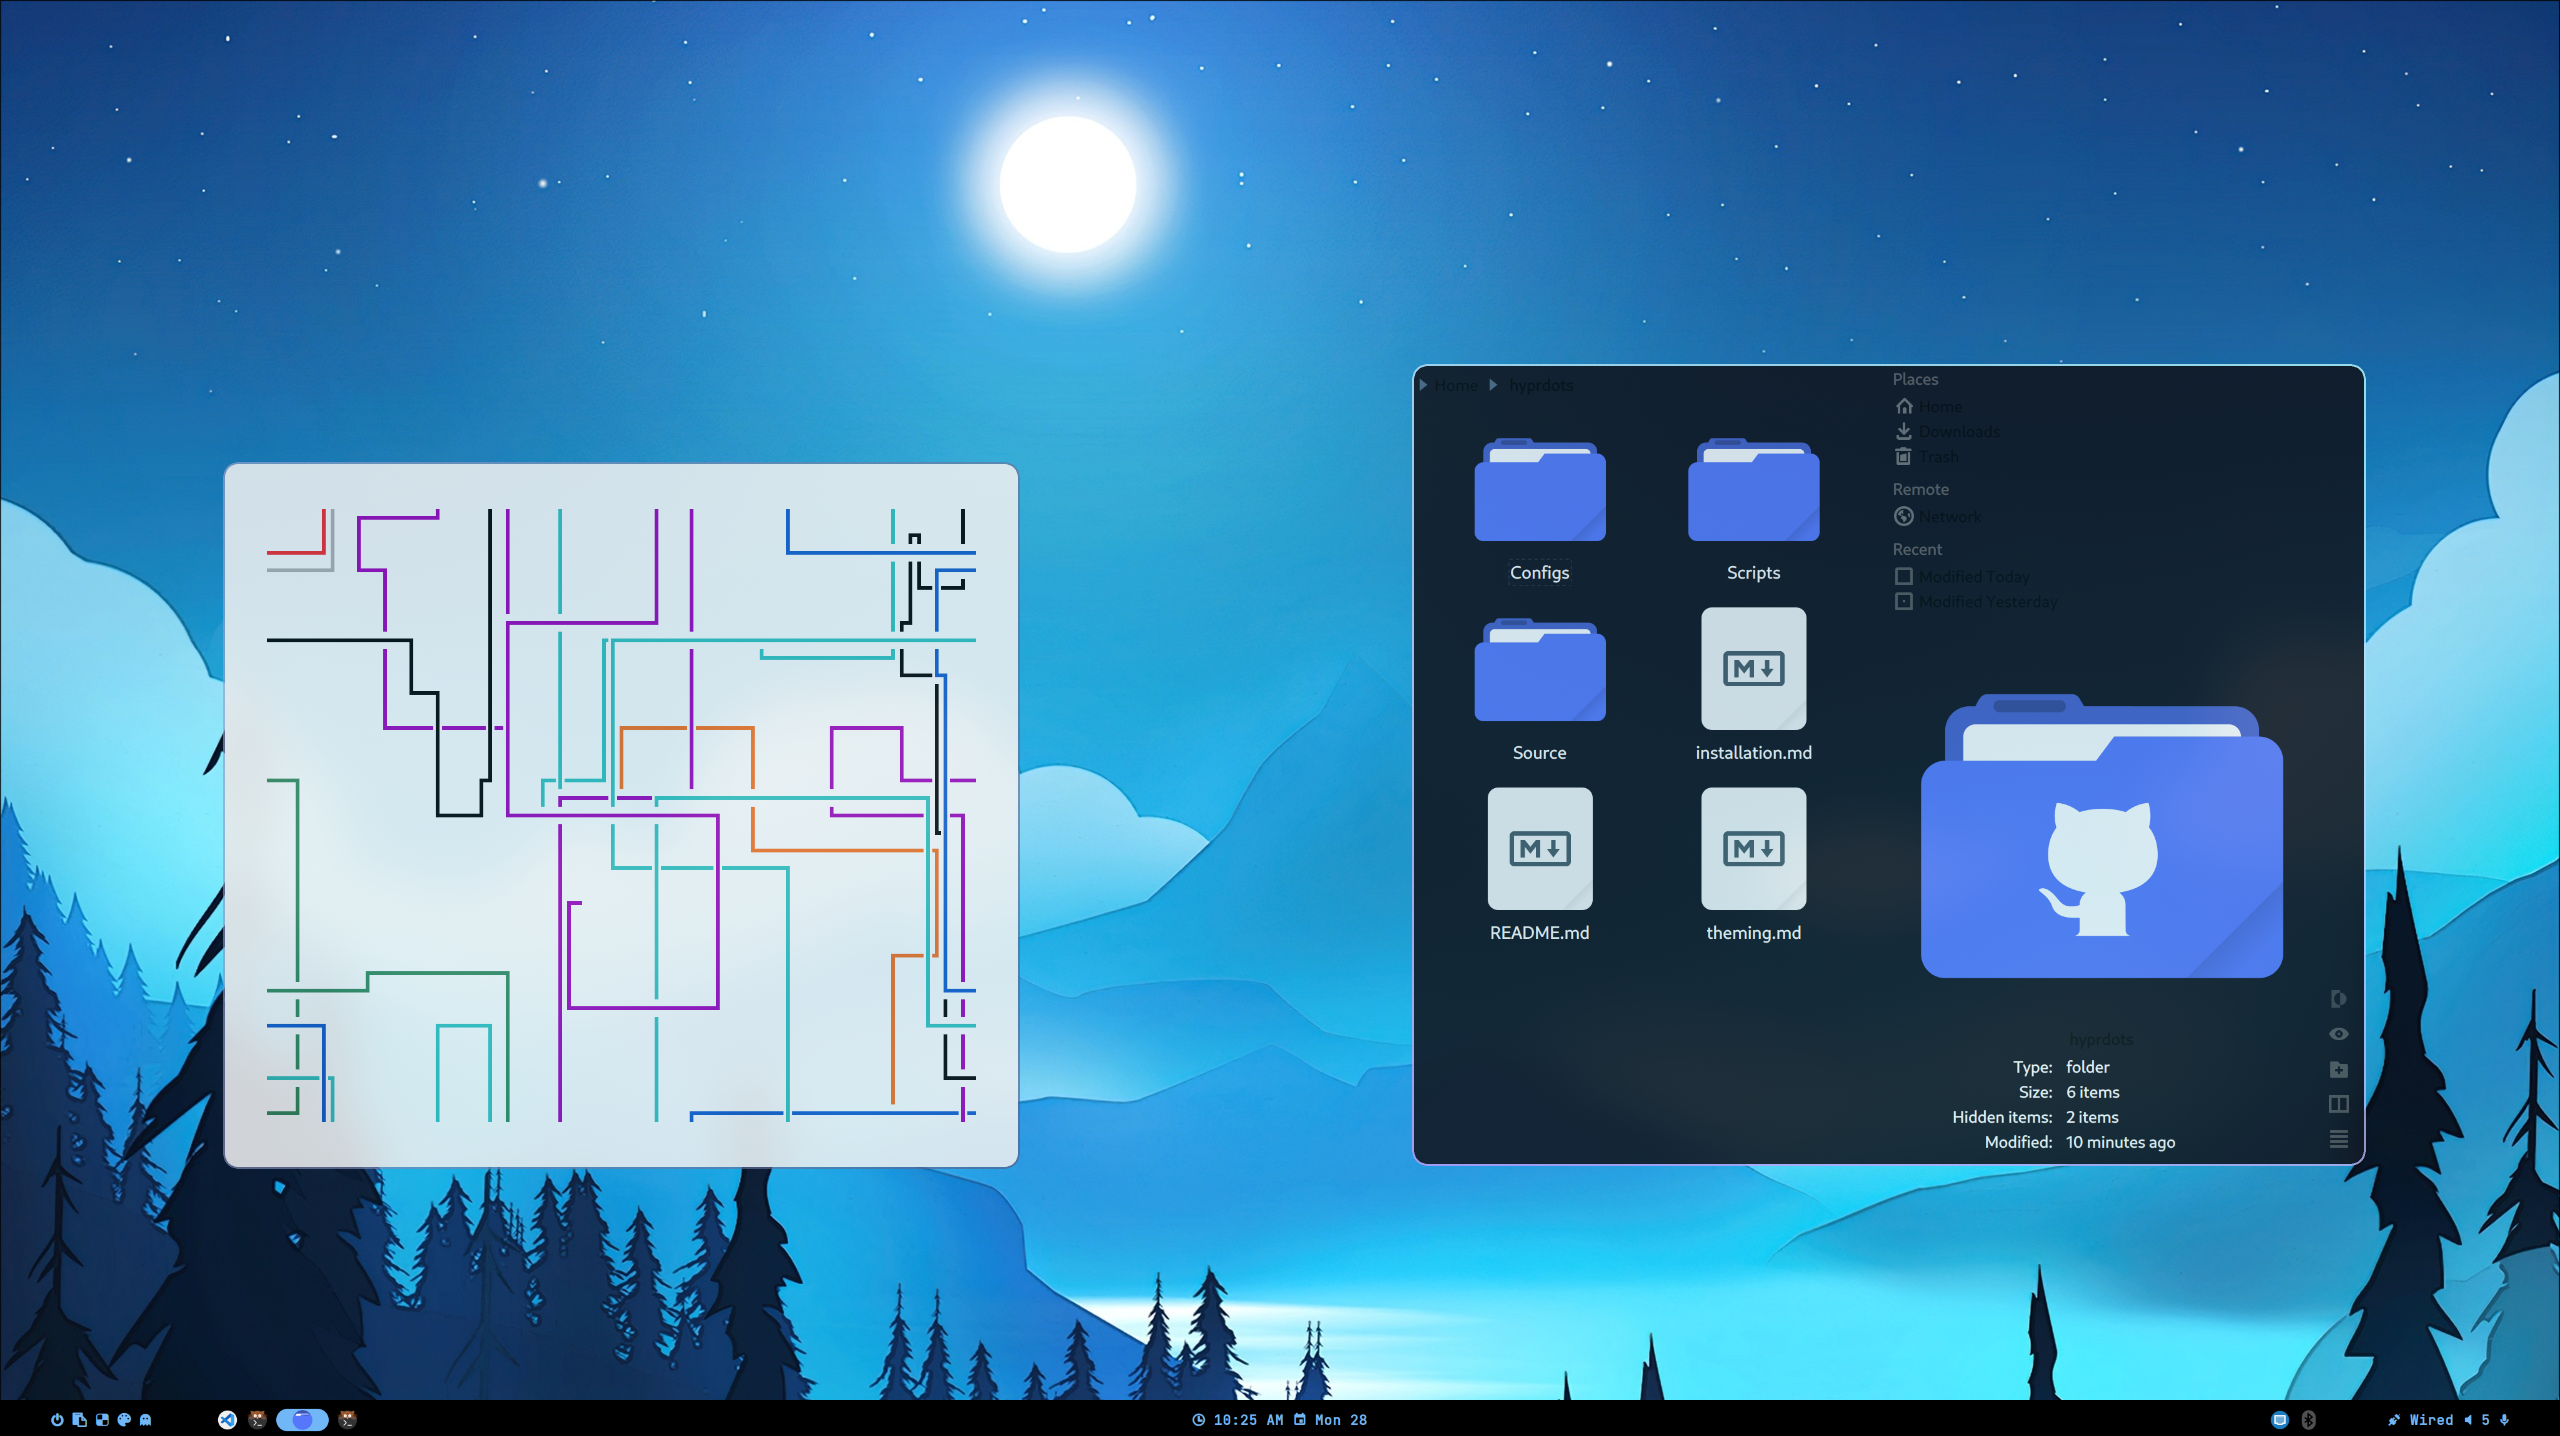 Home hyprdots
Places
Home
Downloads
Trash
Remote
Network
Recent
Modified Today
Modified Yesterday
Configs
Scripts
Source
installation.md
README.md
theming.md
M
M
M
hyprdots
Type: folder
Size: 6 items
Hidden items: 2 items
Modified: 10 minutes ago
10:25 AM Mon 28
Wired 5